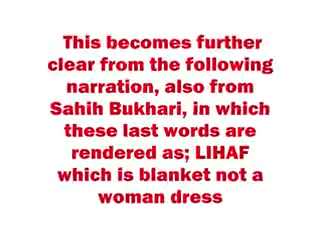 This becomes further
clear from the following
narration, also from
Sahih Bukhari, in which
these last words are
rendered as; LIHAF
which is blanket not a
woman dress